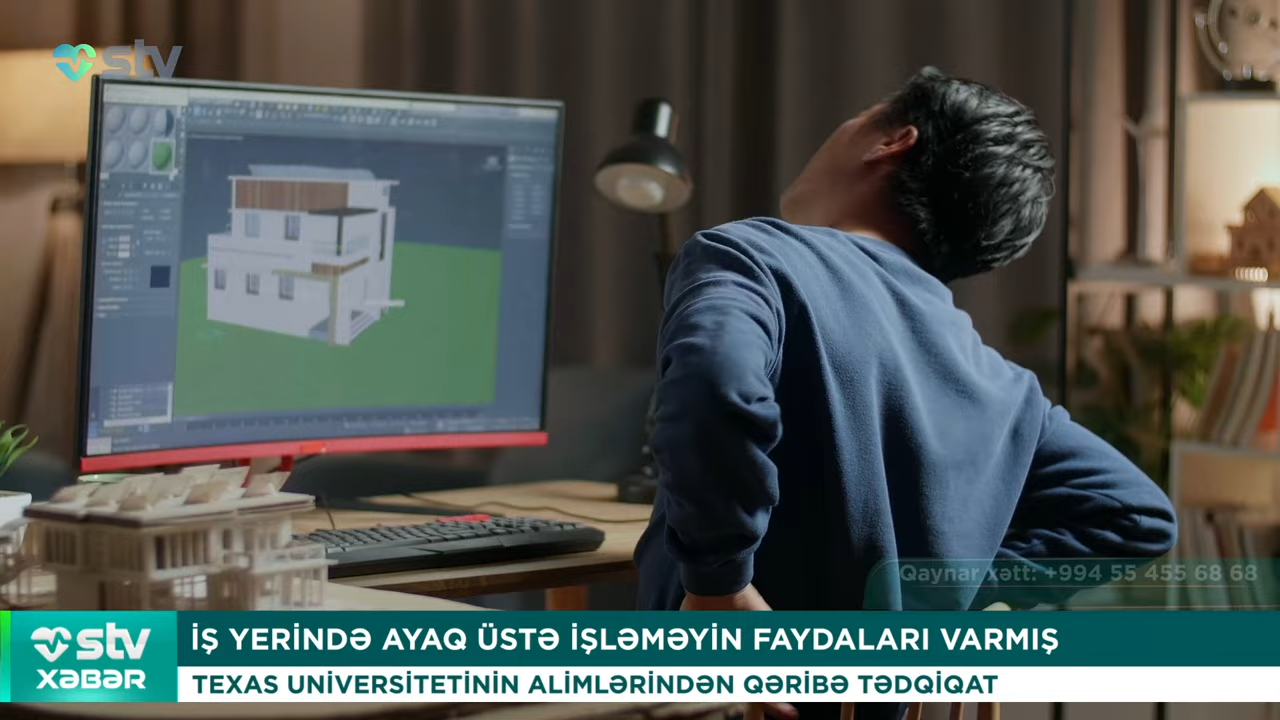 stv
Qaynar xətt: +994 55 455 68 68
stv
XƏBƏR
İŞ YERİNDƏ AYAQ ÜSTƏ İŞLƏMƏYİN FAYDALARI VARMIŞ
TEXAS UNİVERSİTETİNİN ALİMLƏRİNDƏN QƏRİBƏ TƏDQİQAT